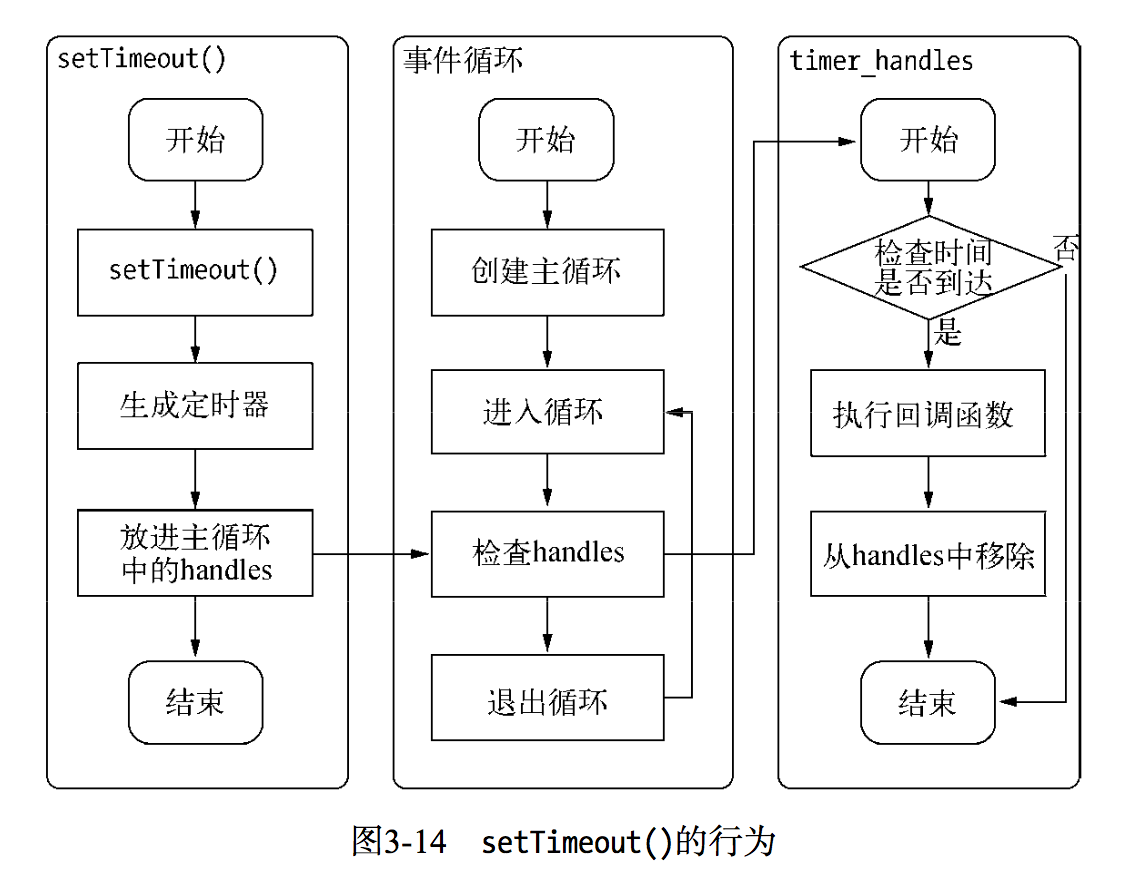 setTimeout()
开始
setTimeout()
生成定时器
放进主循环
中的handles
结束
事件循环
开始
创建主循环
进入循环
检查handles
退出循环
timer_handles
开始
检查时间
是否到达
否
是
执行回调函数
从handles中移除
结束
图3-14 setTimeout()的行为